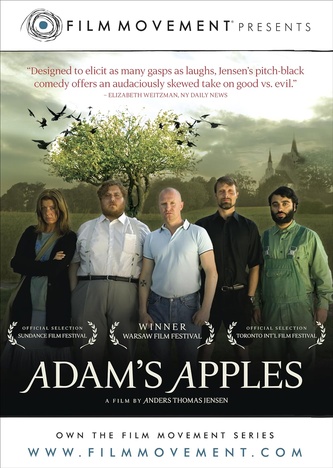 FILM MOVEMENT® PRESENTS
"Designed to elicit as many gasps as laughs, Jensen's pitch-black
comedy offers an audaciously skewed take on good vs. evil."
– ELIZABETH WEITZMAN, NY DAILY NEWS
OFFICIAL SELECTION
SUNDANCE FILM FESTIVAL
WINNER
WARSAW FILM FESTIVAL
OFFICIAL SELECTION
TORONTO INT'L FILM FESTIVAL
ADAM'S APPLES
A FILM BY ANDERS THOMAS JENSEN
OWN THE FILM MOVEMENT SERIES
WWW.FILMMOVEMENT.COM